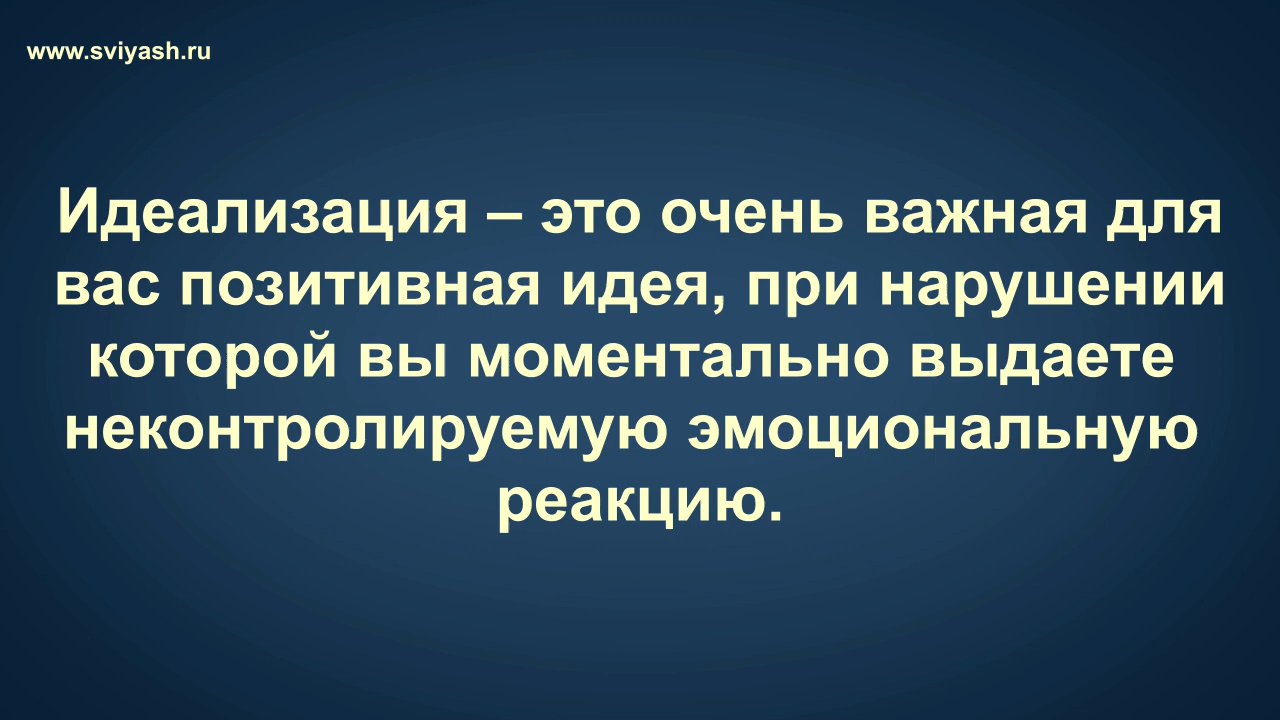 www.sviyash.ru
Идеализация – это очень важная для
вас позитивная идея, при нарушении
которой вы моментально выдаете
неконтролируемую эмоциональную
реакцию.